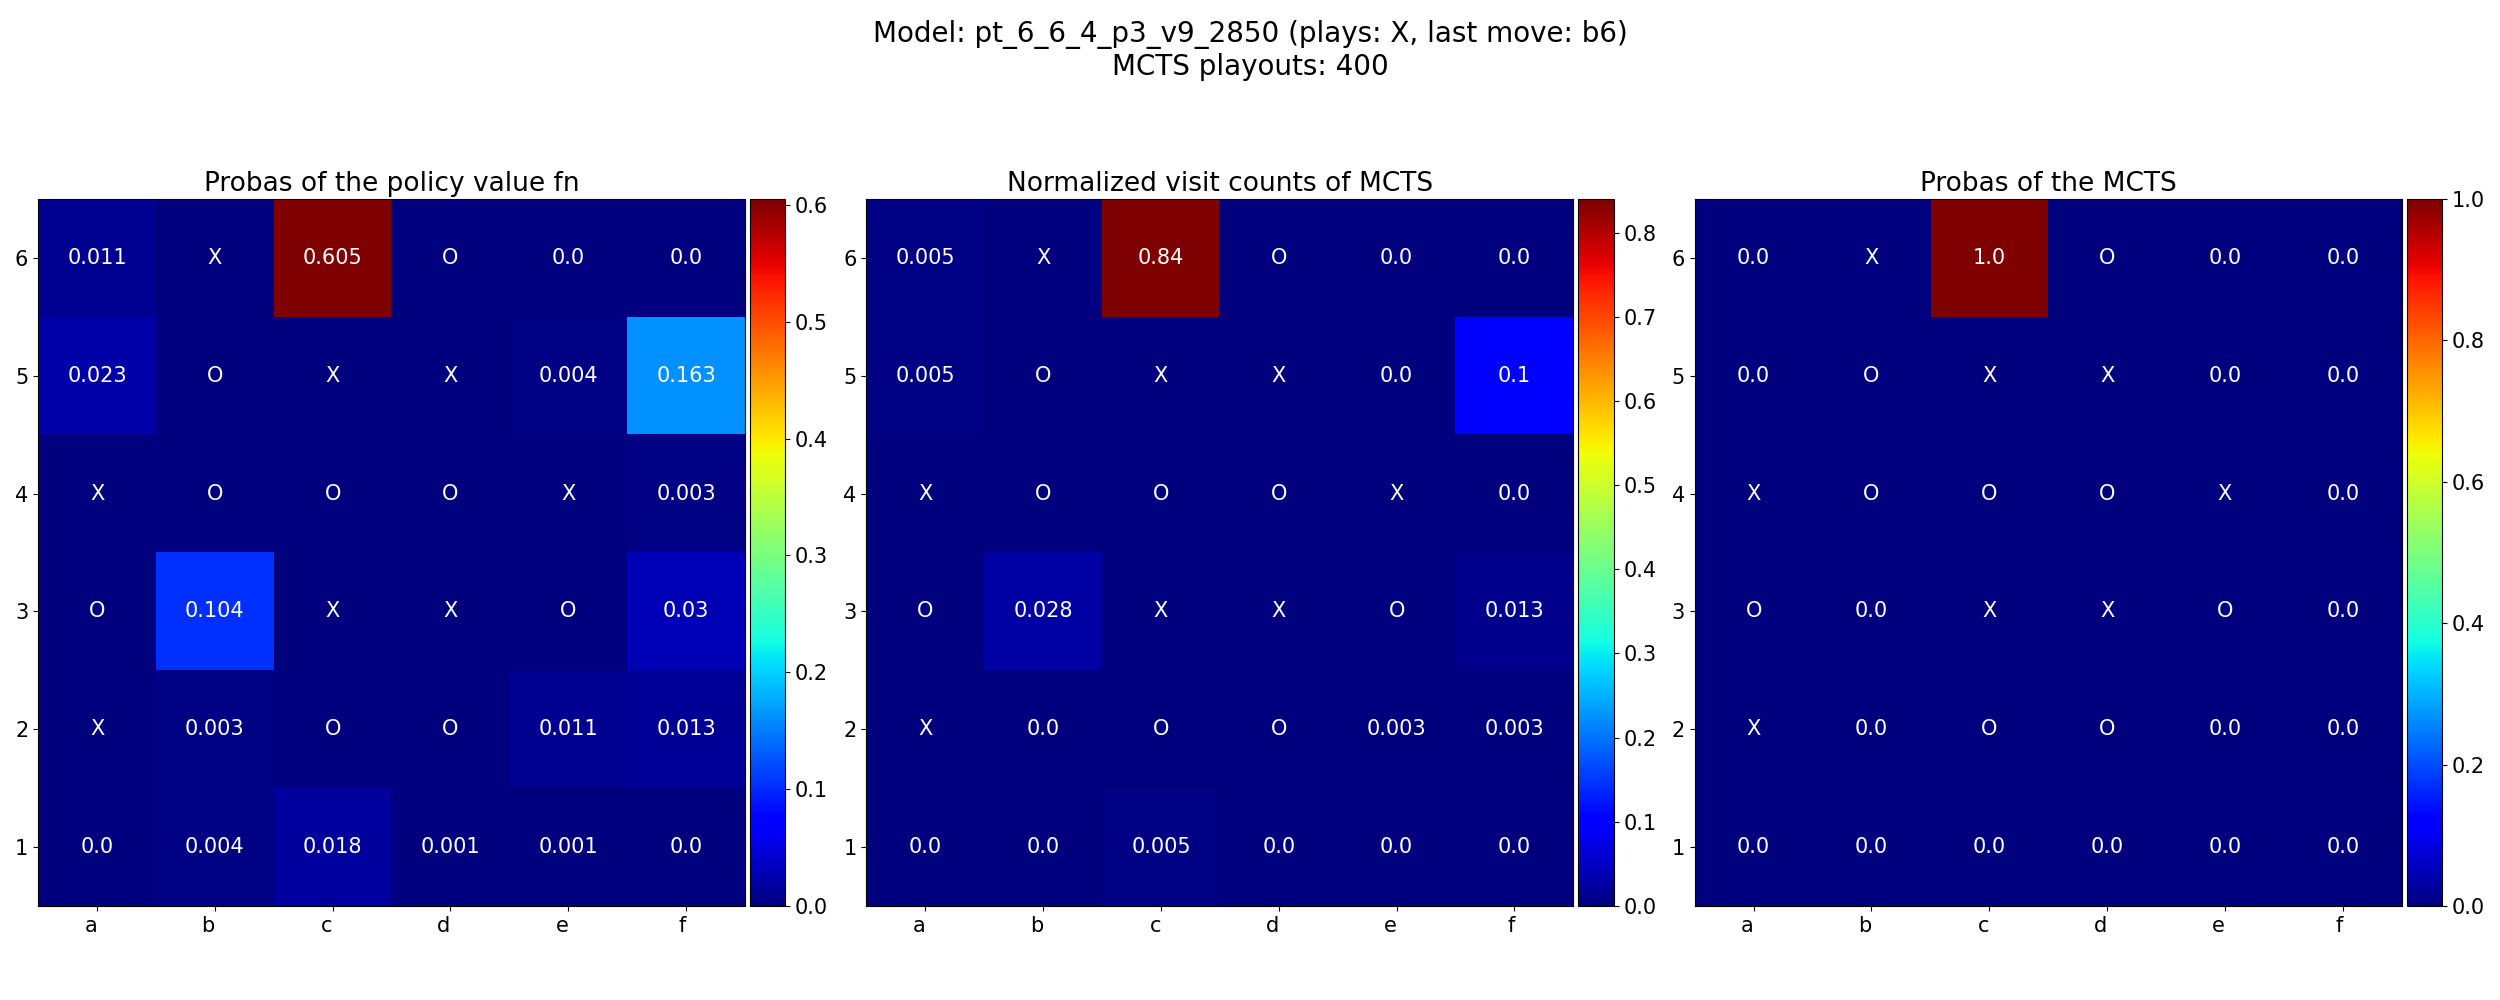 Model: pt_6_6_4_p3_v9_2850 (plays: X, last move: b6)
MCTS playouts: 400
Probas of the policy value fn
6 0.011 X 0.605 O 0.0 0.0
5 0.023 O X X 0.004 0.163
4 X O O O X 0.003
3 O 0.104 X X O 0.03
2 X 0.003 O O 0.011 0.013
1 0.0 0.004 0.018 0.001 0.001 0.0
a b c d e f
0.6
0.5
0.4
0.3
0.2
0.1
0.0
Normalized visit counts of MCTS
6 0.005 X 0.84 O 0.0 0.0
5 0.005 O X X 0.0 0.1
4 X O O O X 0.0
3 O 0.028 X X O 0.013
2 X 0.0 O O 0.003 0.003
1 0.0 0.0 0.005 0.0 0.0 0.0
a b c d e f
0.8
0.7
0.6
0.5
0.4
0.3
0.2
0.1
0.0
Probas of the MCTS
6 0.0 X 1.0 O 0.0 0.0
5 0.0 O X X 0.0 0.0
4 X O O O X 0.0
3 O 0.0 X X O 0.0
2 X 0.0 O O 0.0 0.0
1 0.0 0.0 0.0 0.0 0.0 0.0
a b c d e f
1.0
0.8
0.6
0.4
0.2
0.0